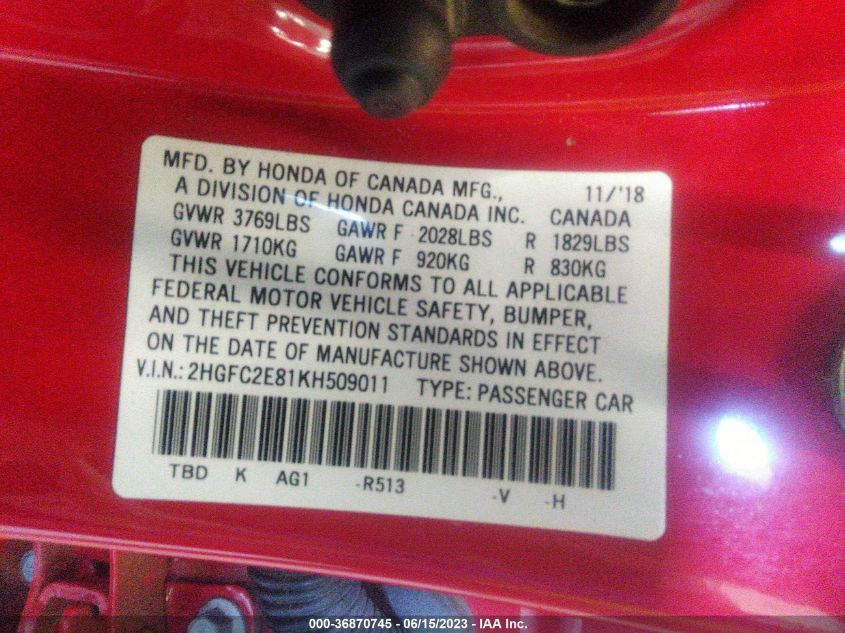 MFD. BY HONDA OF CANADA MFG., 11/'18
A DIVISION OF HONDA CANADA INC. CANADA
GVWR 3769LBS GAWR F 2028LBS R 1829LBS
GVWR 1710KG GAWR F 920KG R 830KG
THIS VEHICLE CONFORMS TO ALL APPLICABLE
FEDERAL MOTOR VEHICLE SAFETY, BUMPER,
AND THEFT PREVENTION STANDARDS IN EFFECT
ON THE DATE OF MANUFACTURE SHOWN ABOVE.
V.I.N.: 2HGFC2E81KH509011 TYPE: PASSENGER CAR
TBD K AG1 -R513 -V -H
000-36870745 - 06/15/2023 - IAA Inc.